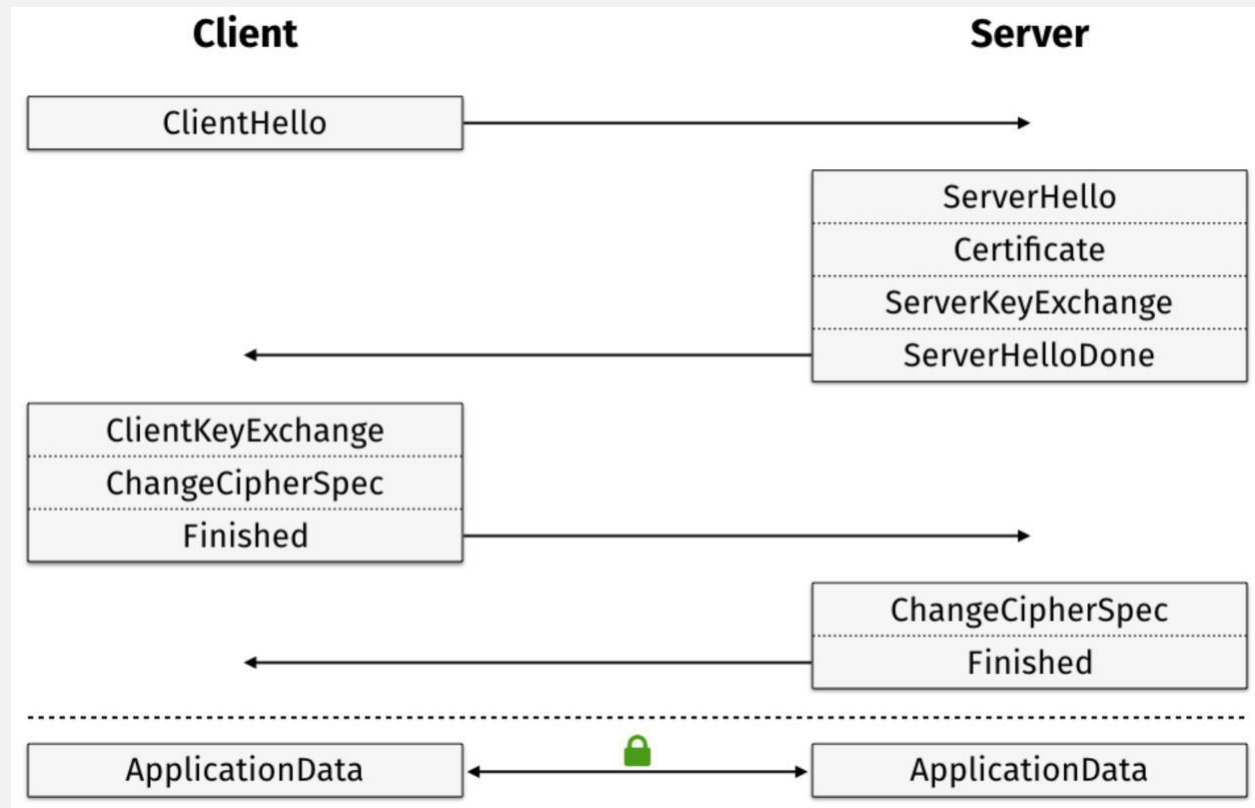 Client
Server
ClientHello
ServerHello
Certificate
ServerKeyExchange
ServerHelloDone
ClientKeyExchange
ChangeCipherSpec
Finished
ChangeCipherSpec
Finished
ApplicationData
ApplicationData